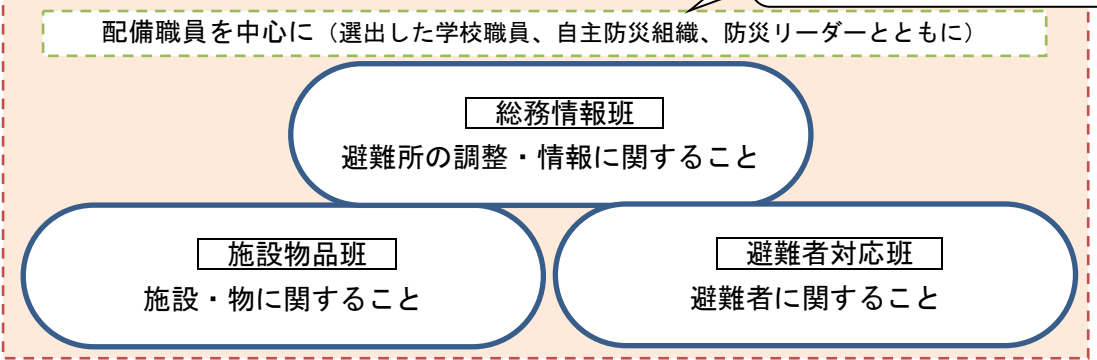 配備職員を中心に（選出した学校職員、自主防災組織、防災リーダーとともに）
総務情報班
避難所の調整・情報に関すること
施設物品班
施設・物に関すること
避難者対応班
避難者に関すること